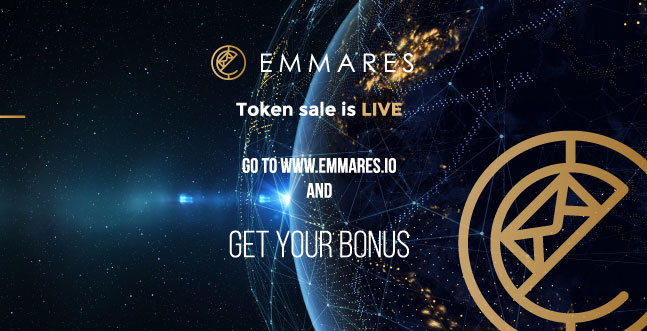 EMMARES
Token sale is LIVE
GO TO WWW.EMMARES.IO
AND
GET YOUR BONUS